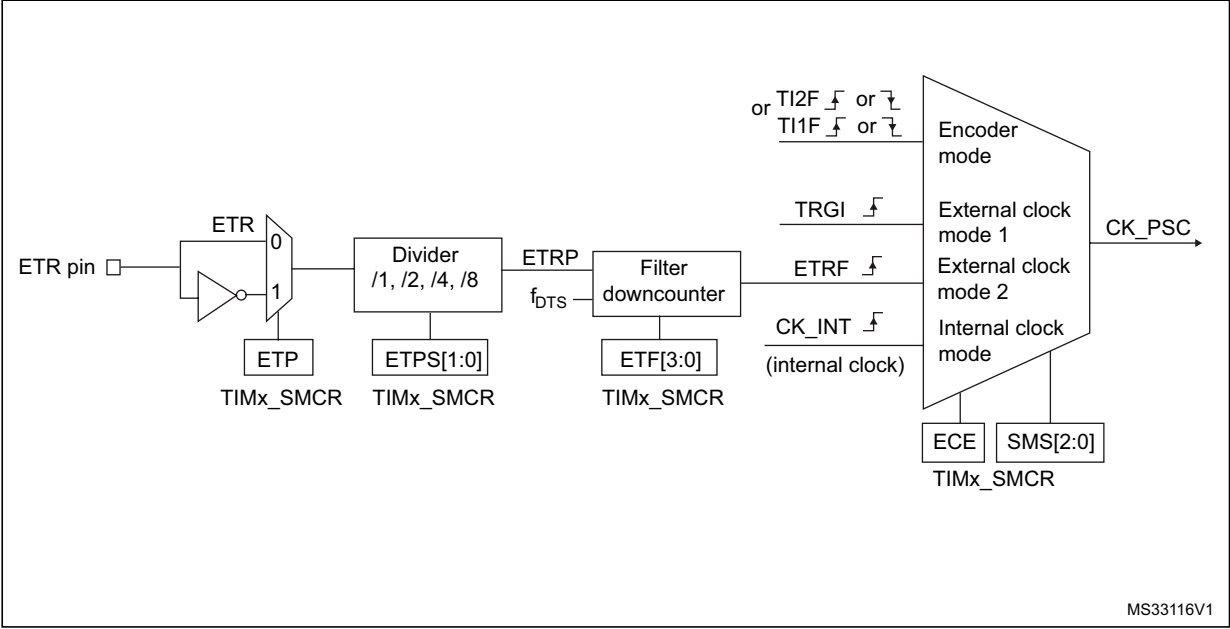 or TI2F or
TI1F or
Encoder
mode
TRGI
External clock
mode 1
CK_PSC
ETR
0
ETR pin
1
Divider
/1, /2, /4, /8
ETRP
fDTS
Filter
downcounter
ETRF
External clock
mode 2
CK_INT
(internal clock)
Internal clock
mode
ETP
TIMx_SMCR
ETPS[1:0]
TIMx_SMCR
ETF[3:0]
TIMx_SMCR
ECE
SMS[2:0]
TIMx_SMCR
MS33116V1